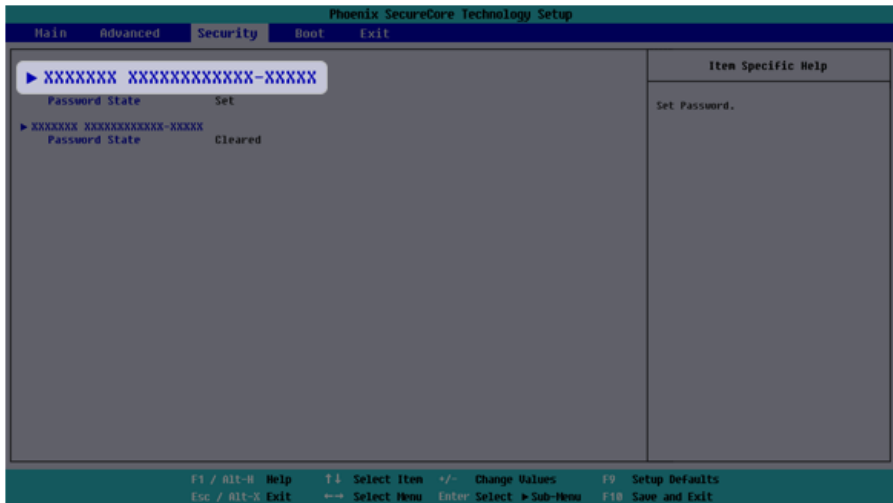 Phoenix SecureCore Technology Setup
Main Advanced Security Boot Exit
▶ XXXXXXX XXXXXXXXXXXX-XXXXX
Password State Set
▶ XXXXXXX XXXXXXXXXXXX-XXXXX
Password State Cleared
Item Specific Help
Set Password.
F1 / Alt-H Help ↑↓ Select Item +/- Change Values F9 Setup Defaults
Esc / Alt-X Exit ←→ Select Menu Enter Select ▶ Sub-Menu F10 Save and Exit